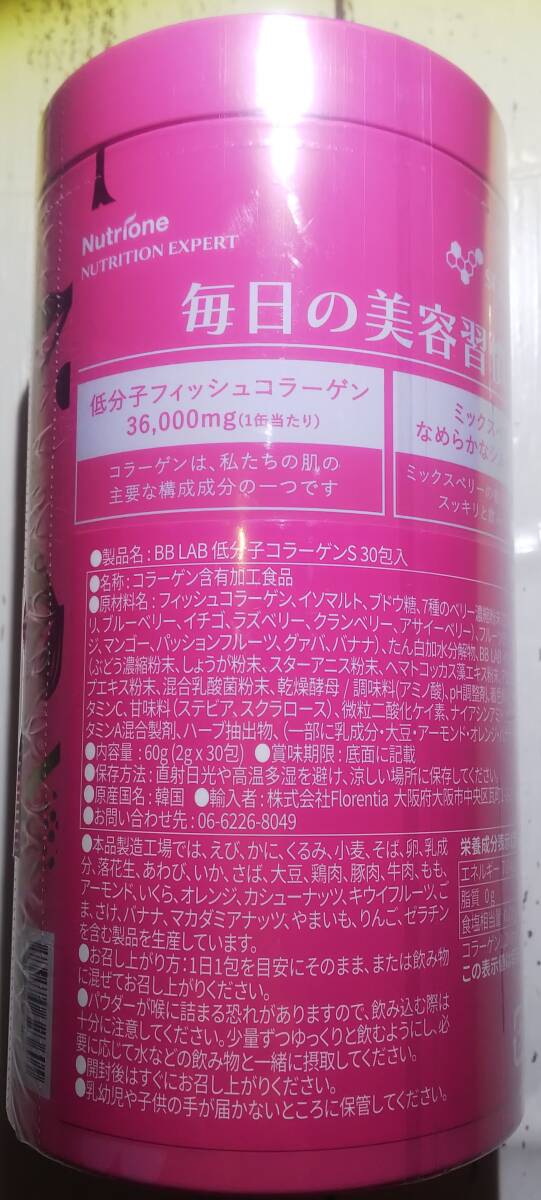 Nutrione
NUTRITION EXPERT
毎日の美容習
低分子フィッシュコラーゲン
36,000mg(1缶当たり)
コラーゲンは、私たちの肌の
主要な構成成分の一つです
ミックス
なめらかな
ミックスベリーの
スッキリと
●製品名:BB LAB 低分子コラーゲンS 30包入
●名称:コラーゲン含有加工食品
●原材料名:フィッシュコラーゲン、イソマルト、ブドウ糖、7種のベリー濃縮粉末
リ、ブルーベリー、イチゴ、ラズベリー、クランベリー、アサイーベリー)、フルーツ
ジ、マンゴー、パッションフルーツ、グァバ、バナナ)、たん白加水分解物、BB LAB
(ぶどう濃縮粉末、しょうが粉末、スターアニス粉末、ヘマトコッカス藻エキス粉末、
プエキス粉末、混合乳酸菌粉末、乾燥酵母 / 調味料(アミノ酸)、pH調整剤、
タミンC、甘味料(ステビア、スクラロース)、微粒二酸化ケイ素、ナイアシンアミ
タミンA混合製剤、ハーブ抽出物、(一部に乳成分・大豆・アーモンド・オレンジ・
●内容量:60g(2g x 30包) ●賞味期限:底面に記載
●保存方法:直射日光や高温多湿を避け、涼しい場所に保存してください。
●原産国名:韓国 ●輸入者:株式会社Florentia 大阪府大阪市中央区
●お問い合わせ先:06-6226-8049
●本品製造工場では、えび、かに、くるみ、小麦、そば、卵、乳成
分、落花生、あわび、いか、さば、大豆、鶏肉、豚肉、牛肉、もも、
アーモンド、いくら、オレンジ、カシューナッツ、キウイフルーツ、ご
ま、さけ、バナナ、マカダミアナッツ、やまいも、りんご、ゼラチン
を含む製品を生産しています。
●お召し上がり方:1日1包を目安にそのまま、または飲み物
に混ぜてお召し上がりください。
●パウダーが喉に詰まる恐れがありますので、飲み込む際は
十分に注意してください。少量ずつゆっくりと飲むようにし、必
要に応じて水などの飲み物と一緒に摂取してください。
●開封後はすぐにお召し上がりください。
●乳幼児や子供の手が届かないところに保管してください。
栄養成分表示
エネルギー
脂質 0g
食塩相当量
コラーゲン
この表示値は